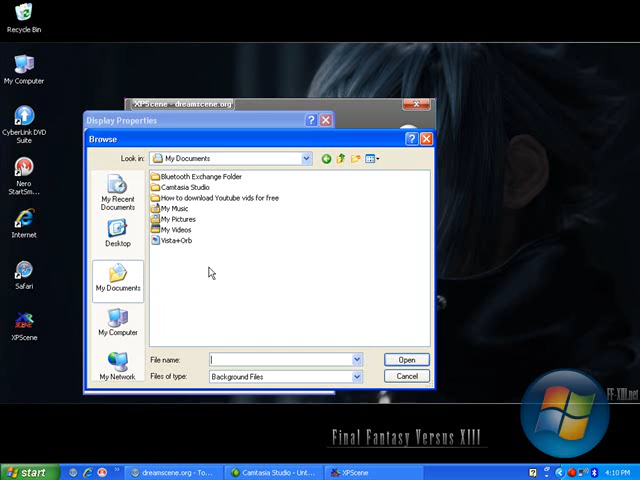 Recycle Bin
My Computer
CyberLink DVD
Suite
Nero
StartSm...
Internet
Safari
XPScene
XPScene - dreamscene.org
Display Properties
Browse
Look in:
My Documents
My Recent
Documents
Desktop
My Documents
My Computer
My Network
Bluetooth Exchange Folder
Camtasia Studio
How to download Youtube vids for free
My Music
My Pictures
My Videos
Vista+Orb
File name:
Open
Files of type:
Background Files
Cancel
FF-XIII.net
Final Fantasy Versus XIII
start
dreamscene.org - To...
Camtasia Studio - Unt...
XPScene
4:10 PM